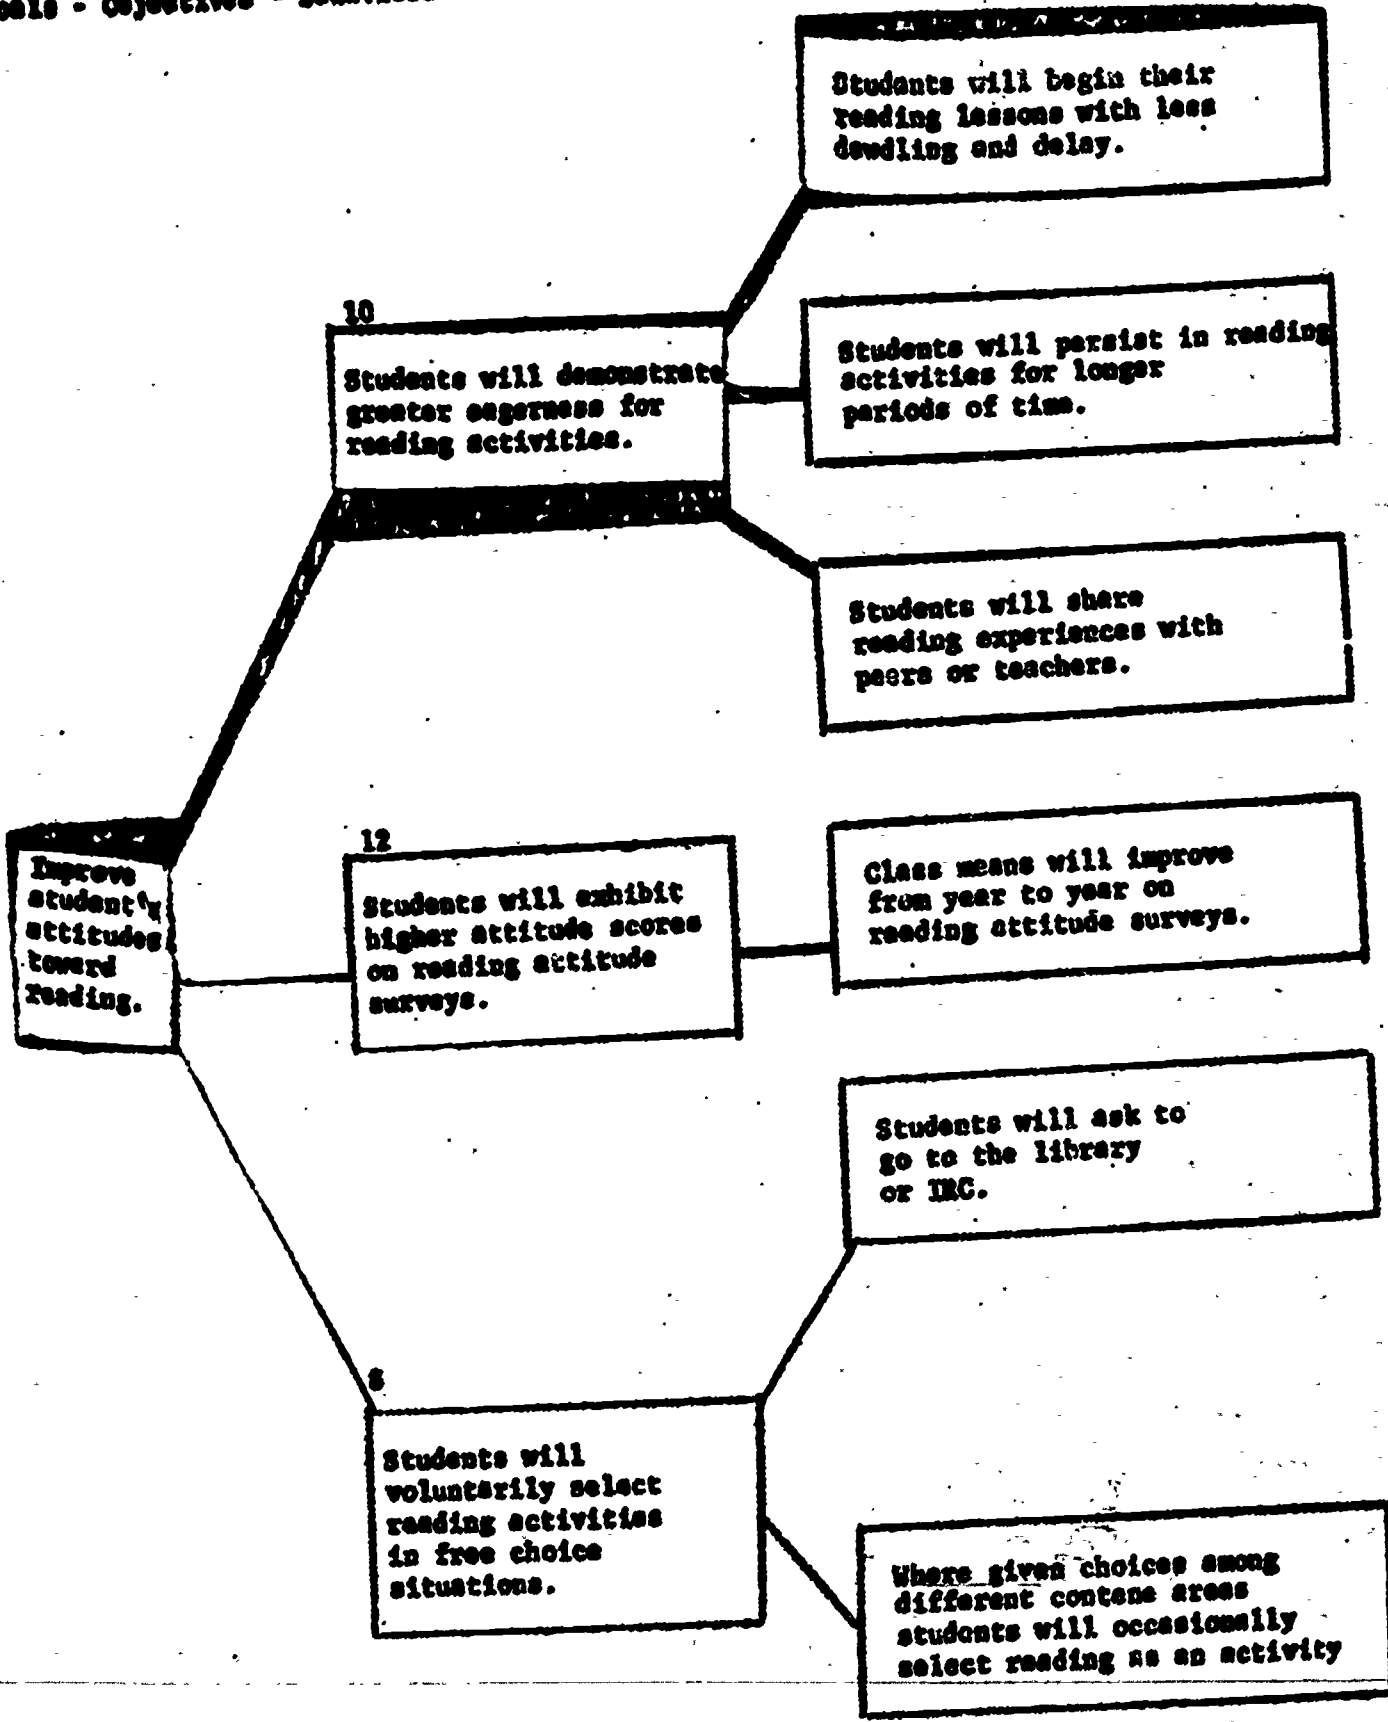 Goals - Objectives -
Students will begin their
reading lessons with less
dawdling and delay.
10
Students will demonstrate
greater eagerness for
reading activities.
Students will persist in reading
activities for longer
periods of time.
Students will share
reading experiences with
peers or teachers.
Improve
student's
attitudes
toward
reading.
12
Students will exhibit
higher attitude scores
on reading attitude
surveys.
Class means will improve
from year to year on
reading attitude surveys.
Students will ask to
go to the library
or IRC.
8
Students will
voluntarily select
reading activities
in free choice
situations.
Where given choices among
different contene areas
students will occasionally
select reading as an activity